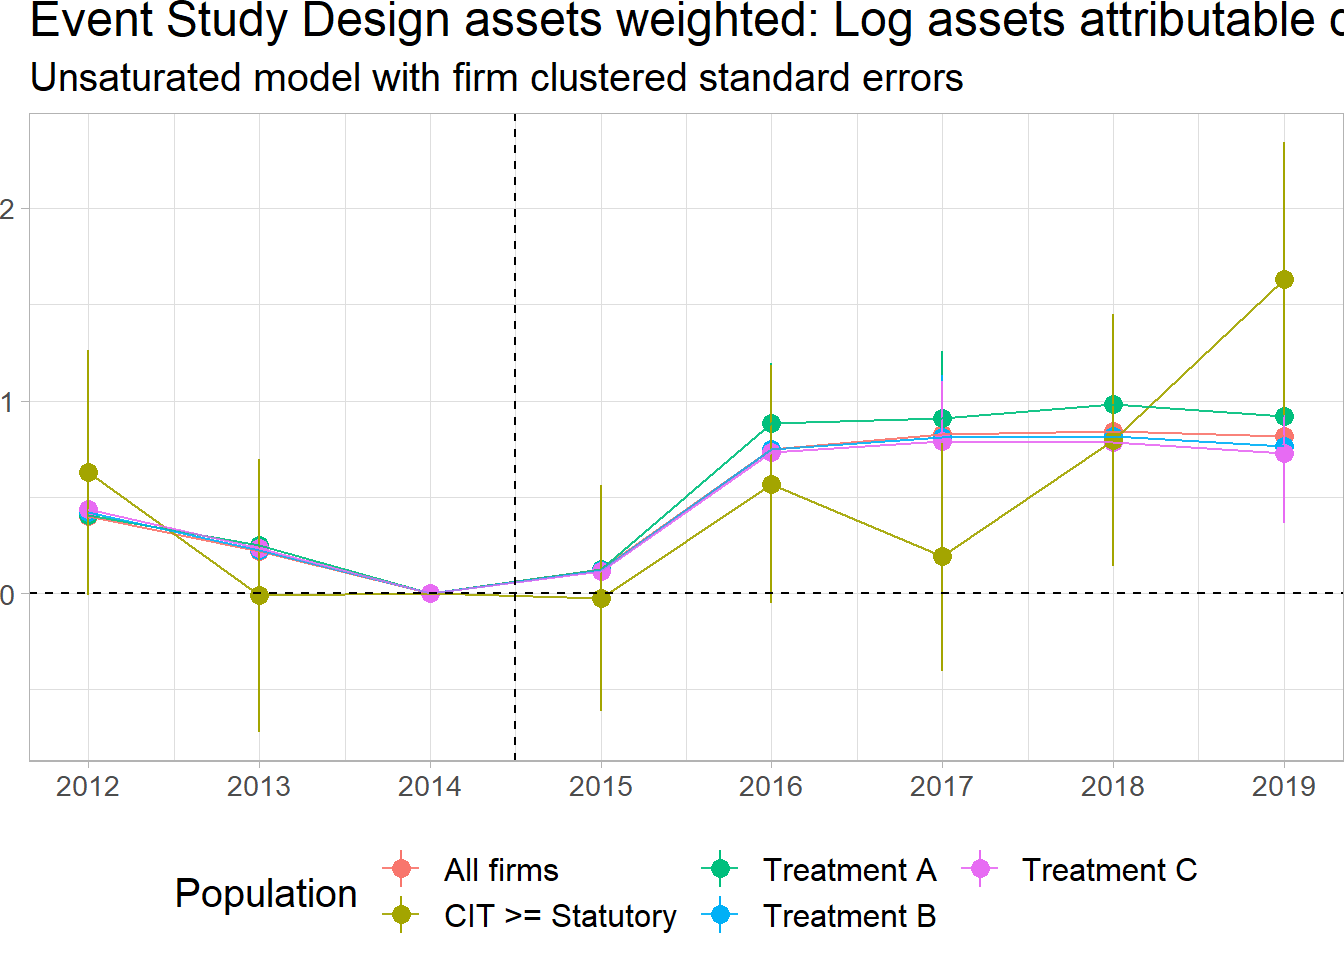 Event Study Design assets weighted: Log assets attributable
Unsaturated model with firm clustered standard errors
2
1
0
2012 2013 2014 2015 2016 2017 2018 2019
Population
All firms
Treatment A
Treatment C
CIT >= Statutory
Treatment B